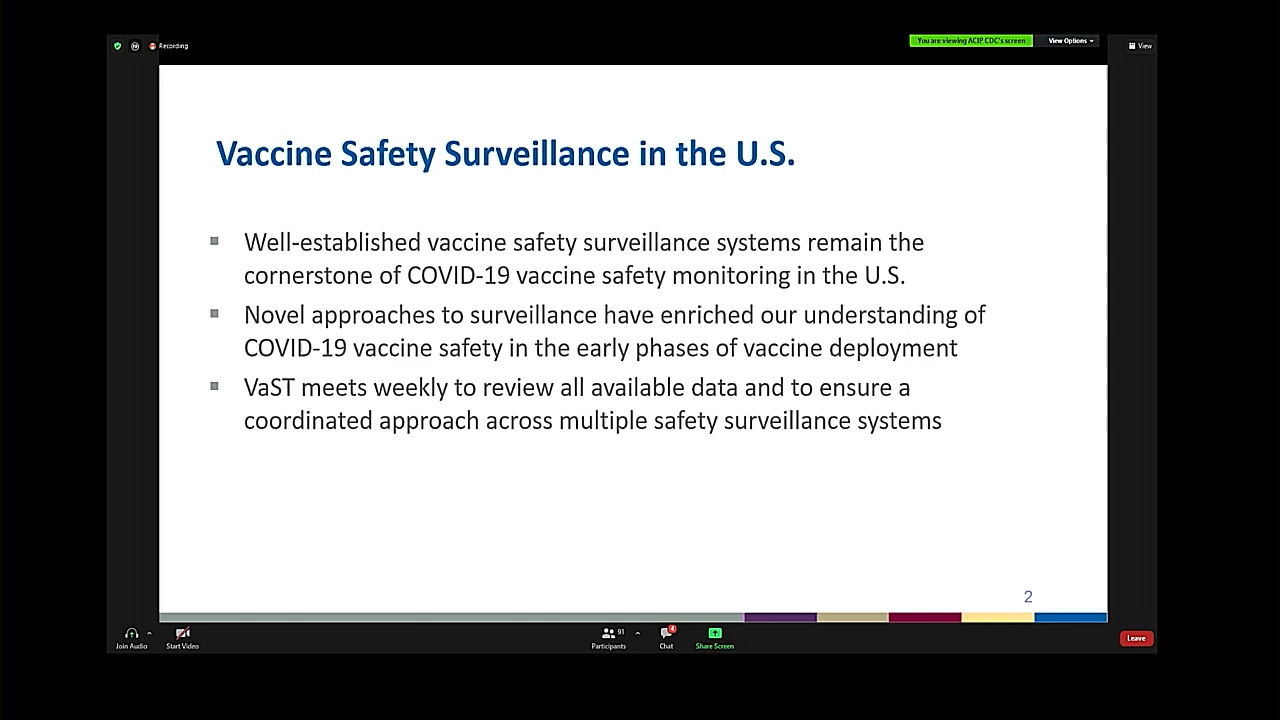 Recording
You are viewing ACIP CDC's screen
View Options
View
Vaccine Safety Surveillance in the U.S.
Well-established vaccine safety surveillance systems remain the
cornerstone of COVID-19 vaccine safety monitoring in the U.S.
Novel approaches to surveillance have enriched our understanding of
COVID-19 vaccine safety in the early phases of vaccine deployment
VaST meets weekly to review all available data and to ensure a
coordinated approach across multiple safety surveillance systems
2
Join Audio
Start Video
91
Participants
4
Chat
Share Screen
Leave